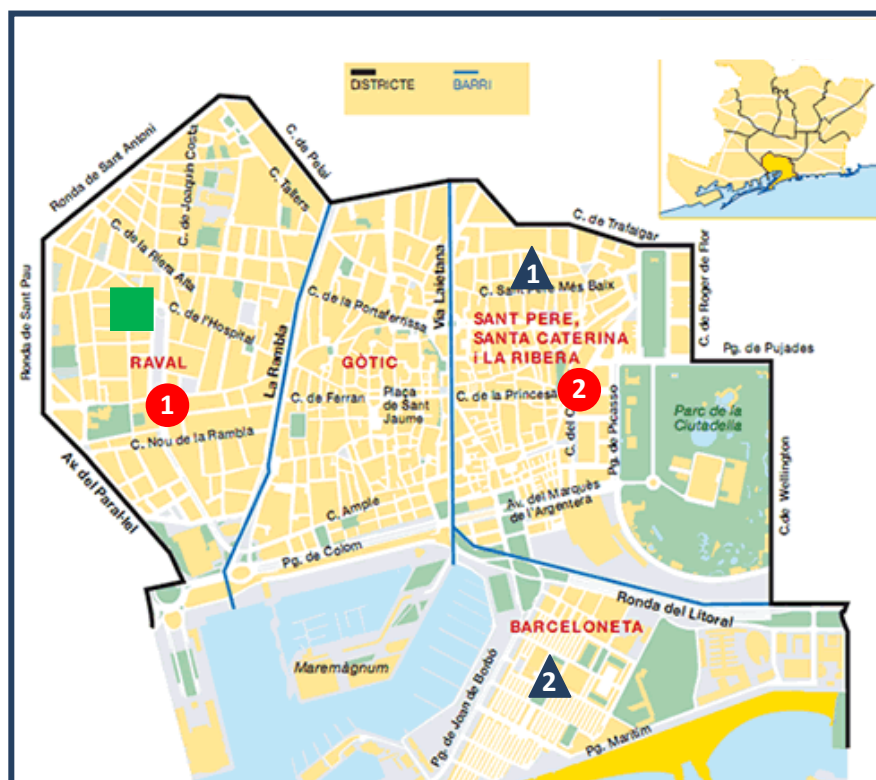 DISTRICTE
BARRI
Ronda de Sant Antoni
C. de Joaquín Costa
C. de Pelai
C. Tallers
C. de Trafalgar
C. de la Riera Alta
Via Laietana
C. de Roger de Flor
1
C. Sant Pere Més Baix
C. de la Portaferrissa
C. de l'Hospital
Ronda de Sant Pau
SANT PERE,
SANTA CATERINA
i LA RIBERA
Pg. de Pujades
RAVAL
La Rambla
GÒTIC
1
C. de Ferran
Plaça
de Sant
Jaume
C. de la Princesa
2
C. del C
Pg. de Picasso
Parc de la
Ciutadella
C. Nou de la Rambla
Av. del Paral·lel
C. Ample
Av. del Marquès
de l'Argentera
C.de Wellington
Pg. de Colom
Ronda del Litoral
BARCELONETA
Maremàgnum
2
Pg. de Joan de Borbó
Pg. Marítim